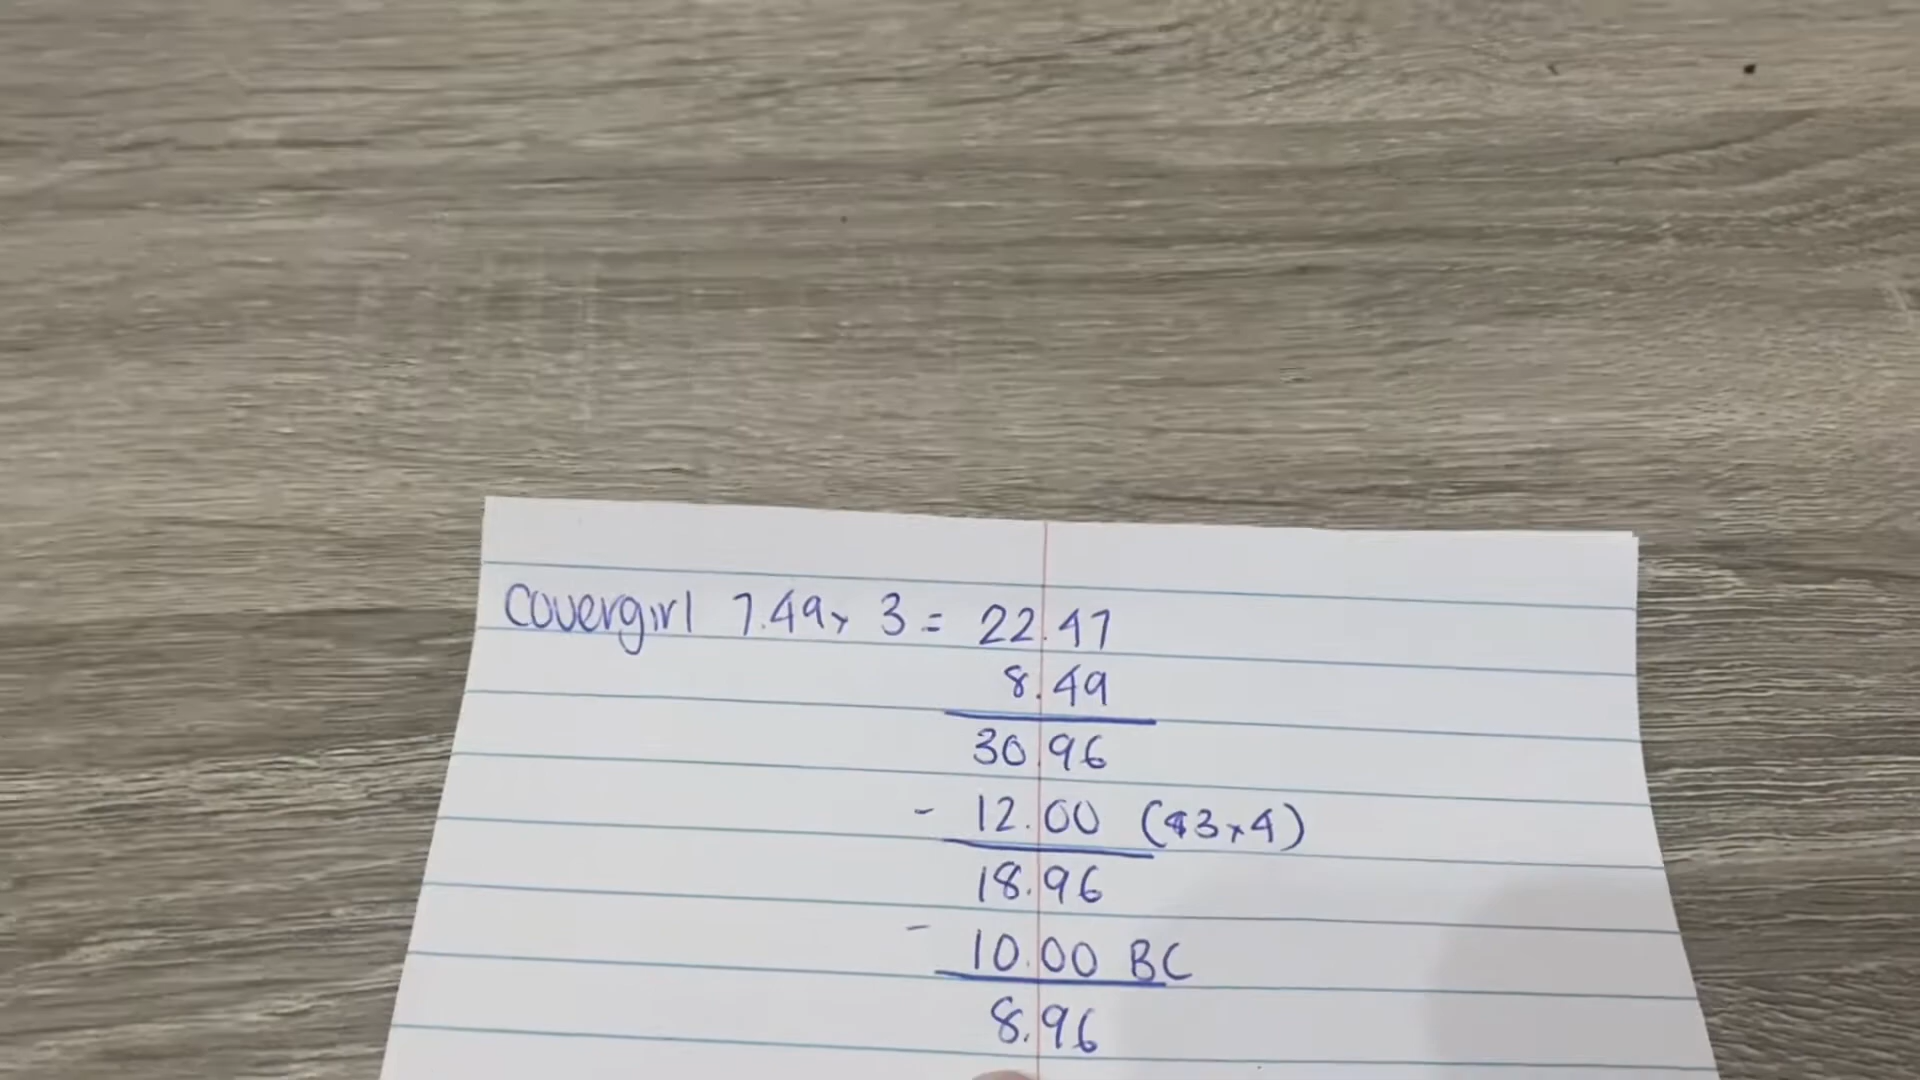 Covergirl 7.49x 3 = 22.47
8.49
30.96
- 12.00 ($3x4)
18.96
- 10.00 BC
8.96